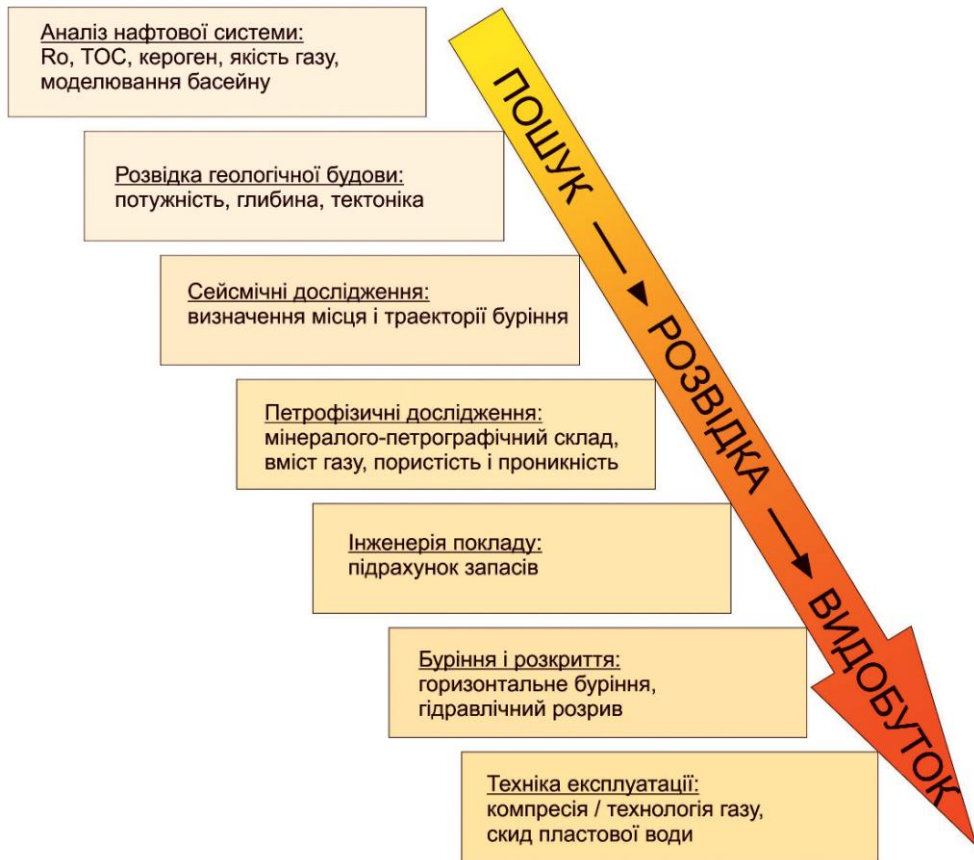 Аналіз нафтової системи:
Ro, TOC, кероген, якість газу,
моделювання басейну
Розвідка геологічної будови:
потужність, глибина, тектоніка
Сейсмічні дослідження:
визначення місця і траекторії буріння
Петрофізичні дослідження:
мінералого-петрографічний склад,
вміст газу, пористість і проникність
Інженерія покладу:
підрахунок запасів
Буріння і розкриття:
горизонтальне буріння,
гідравлічний розрив
Техніка експлуатації:
компресія / технологія газу,
скид пластової води
ПОШУК → РОЗВІДКА → ВИДОБУТОК